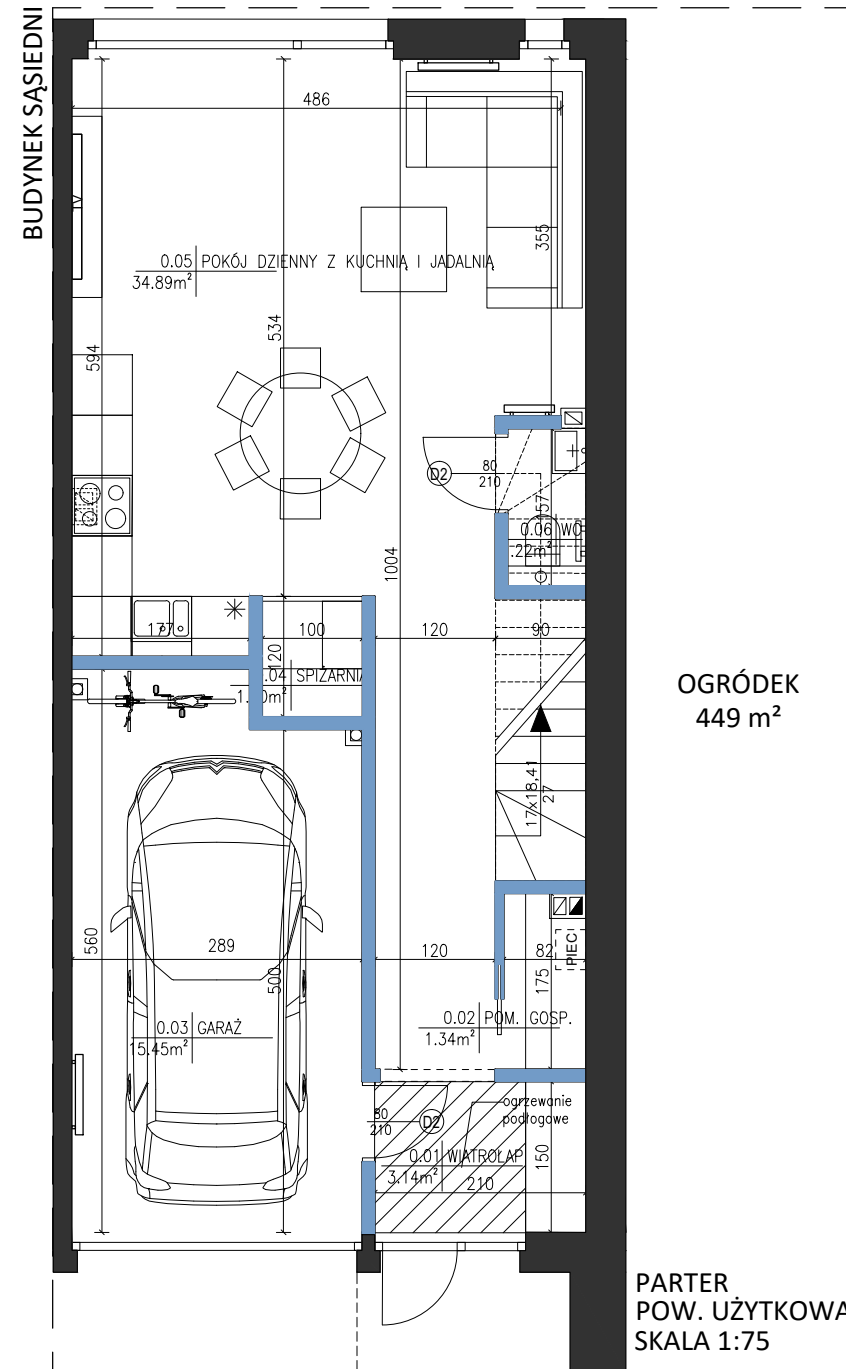 BUDYNEK SĄSIEDNI
486
0.05 POKÓJ DZIENNY Z KUCHNIĄ I JADALNIĄ
34.89m²
355
534
594
D2
80
210
157
0.06 WC
.22m²
1004
177
100
120
90
120
.04 SPIŻARNIA
OGRÓDEK
449 m²
17x18,41
27
560
289
500
120
82
175
PIEC
0.03 GARAŻ
15.45m²
0.02 POM. GOSP.
1.34m²
ogrzewanie
podłogowe
80
210
D2
0.01 WIATROŁAP
3.14m²
210
150
PARTER
POW. UŻYTKOWA
SKALA 1:75